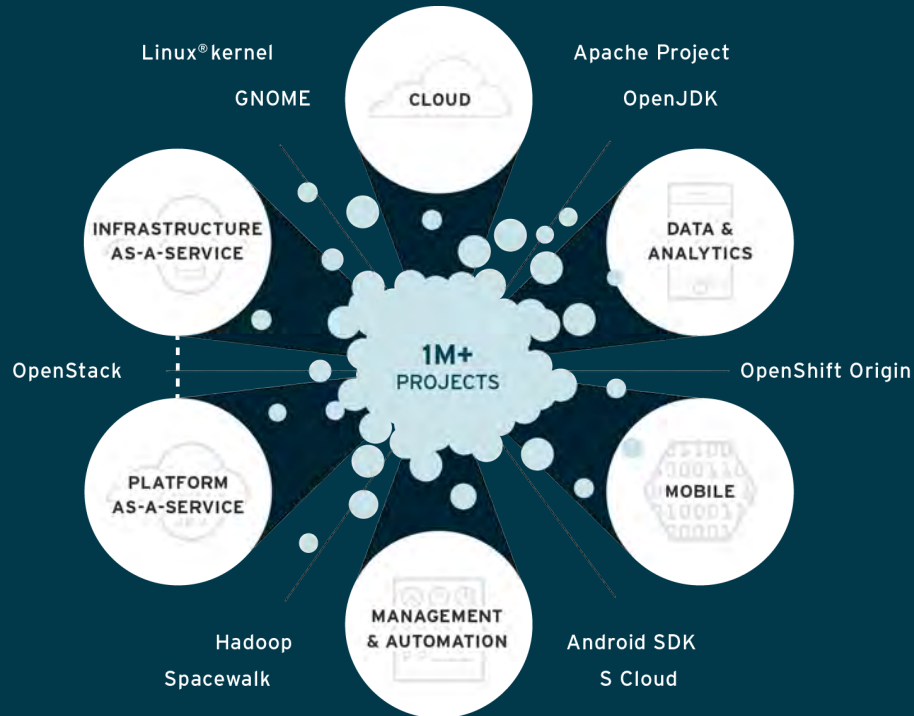 Linux® kernel
GNOME
CLOUD
Apache Project
OpenJDK
INFRASTRUCTURE
AS-A-SERVICE
DATA &
ANALYTICS
1M+
PROJECTS
OpenStack
OpenShift Origin
PLATFORM
AS-A-SERVICE
MOBILE
MANAGEMENT
& AUTOMATION
Hadoop
Spacewalk
Android SDK
S Cloud